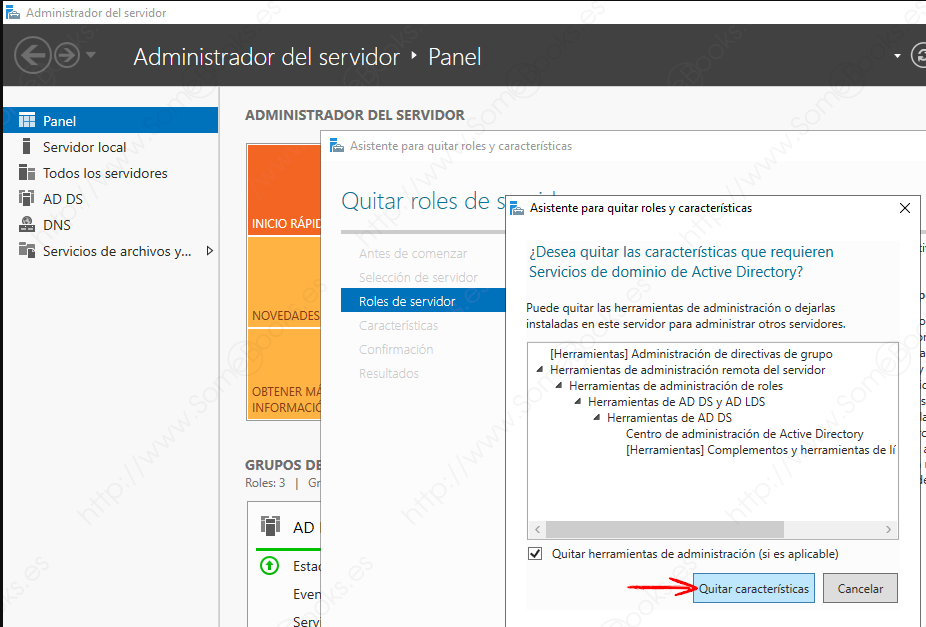 Administrador del servidor
Administrador del servidor ‣ Panel
Panel
Servidor local
Todos los servidores
AD DS
DNS
Servicios de archivos y...
ADMINISTRADOR DEL SERVIDOR
INICIO RÁPID
NOVEDADES
OBTENER MÁ
INFORMACIÓ
GRUPOS DE
Roles: 3 | Gr
AD
Estad
Even
Servi
Asistente para quitar roles y características
Quitar roles de servid
Antes de comenzar
Selección de servidor
Roles de servidor
Características
Confirmación
Resultados
Asistente para quitar roles y características
¿Desea quitar las características que requieren
Servicios de dominio de Active Directory?
Puede quitar las herramientas de administración o dejarlas
instaladas en este servidor para administrar otros servidores.
[Herramientas] Administración de directivas de grupo
Herramientas de administración remota del servidor
Herramientas de administración de roles
Herramientas de AD DS y AD LDS
Herramientas de AD DS
Centro de administración de Active Directory
[Herramientas] Complementos y herramientas de lí
Quitar herramientas de administración (si es aplicable)
Quitar características
Cancelar
http://www.SomeBooks.es